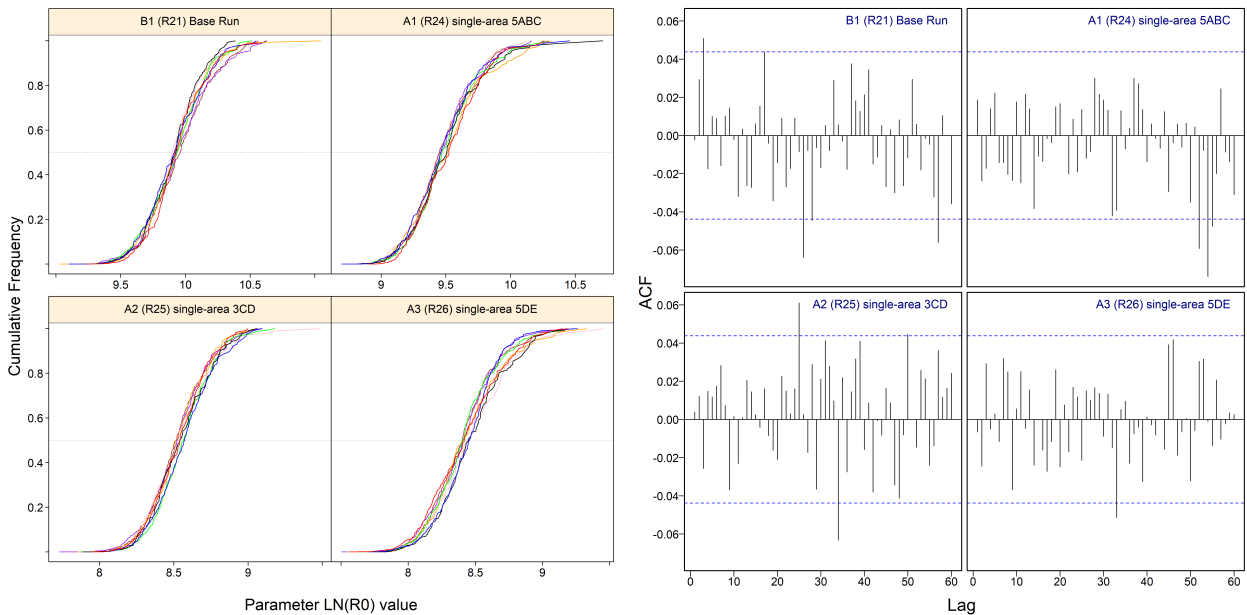 B1 (R21) Base Run
A1 (R24) single-area 5ABC
0.8
0.6
0.4
0.2
9.5 10 10.5
9 9.5 10 10.5
A2 (R25) single-area 3CD
A3 (R26) single-area 5DE
0.8
0.6
0.4
0.2
8 8.5 9
8 8.5 9
Cumulative Frequency
Parameter LN(R0) value
B1 (R21) Base Run
A1 (R24) single-area 5ABC
0.06
0.04
0.02
0.00
-0.02
-0.04
-0.06
A2 (R25) single-area 3CD
A3 (R26) single-area 5DE
0.06
0.04
0.02
0.00
-0.02
-0.04
-0.06
0 10 20 30 40 50 60
0 10 20 30 40 50 60
ACF
Lag